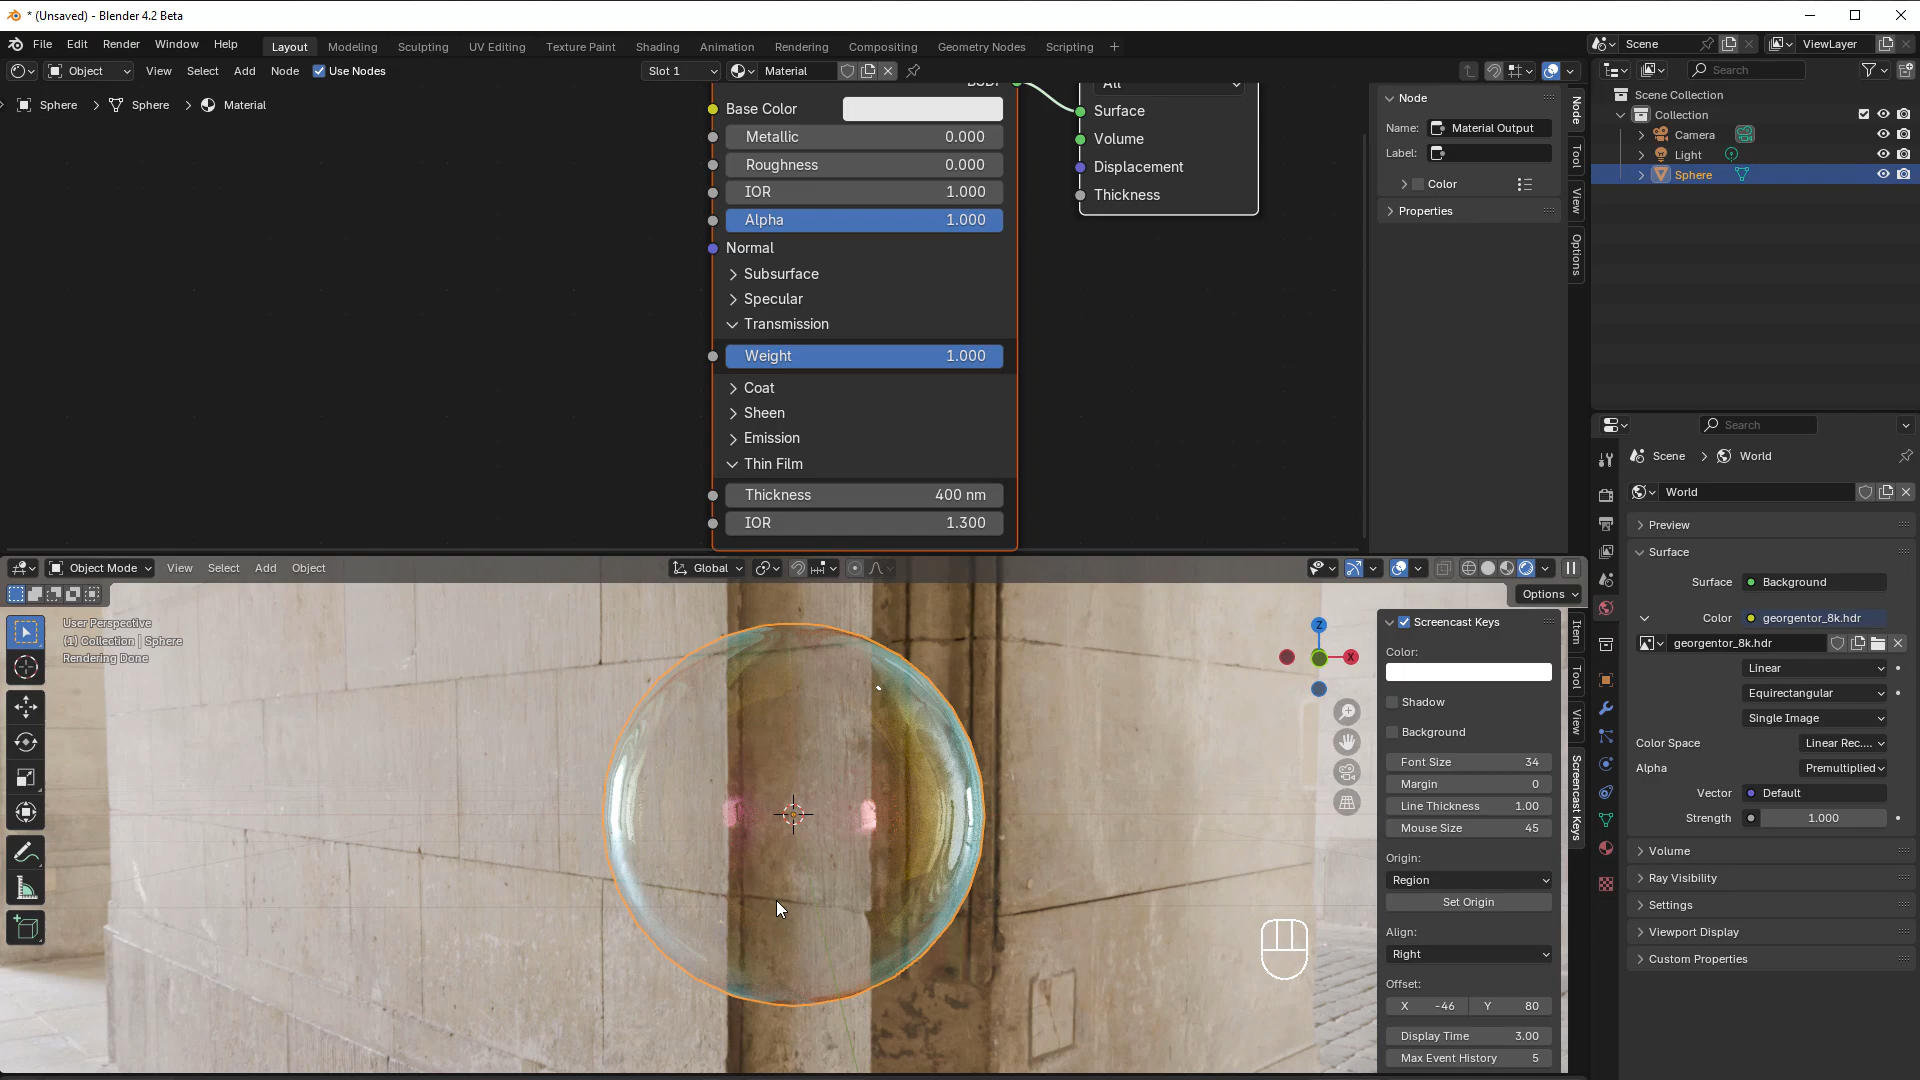 * (Unsaved) - Blender 4.2 Beta
File Edit Render Window Help Layout Modeling Sculpting UV Editing Texture Paint Shading Animation Rendering Compositing Geometry Nodes Scripting + Scene ViewLayer
Object View Select Add Node Use Nodes Slot 1 Material Search
Sphere > Sphere > Material
Scene Collection
Collection
Camera
Light
Sphere
Base Color
Metallic 0.000
Roughness 0.000
IOR 1.000
Alpha 1.000
Normal
Subsurface
Specular
Transmission
Weight 1.000
Coat
Sheen
Emission
Thin Film
Thickness 400 nm
IOR 1.300
All
Surface
Volume
Displacement
Thickness
Node
Name: Material Output
Label:
Color
Properties
Node
Tool
View
Options
Search
Scene > World
World
Preview
Surface
Surface Background
Color georgentor_8k.hdr
georgentor_8k.hdr
Linear
Equirectangular
Single Image
Color Space Linear Rec....
Alpha Premultiplied
Vector Default
Strength 1.000
Volume
Ray Visibility
Settings
Viewport Display
Custom Properties
Object Mode View Select Add Object Global
Options
User Perspective
(1) Collection | Sphere
Rendering Done
Z
X
Screencast Keys
Color:
Shadow
Background
Font Size 34
Margin 0
Line Thickness 1.00
Mouse Size 45
Origin:
Region
Set Origin
Align:
Right
Offset:
X -46 Y 80
Display Time 3.00
Max Event History 5
Item
Tool
View
Screencast Keys